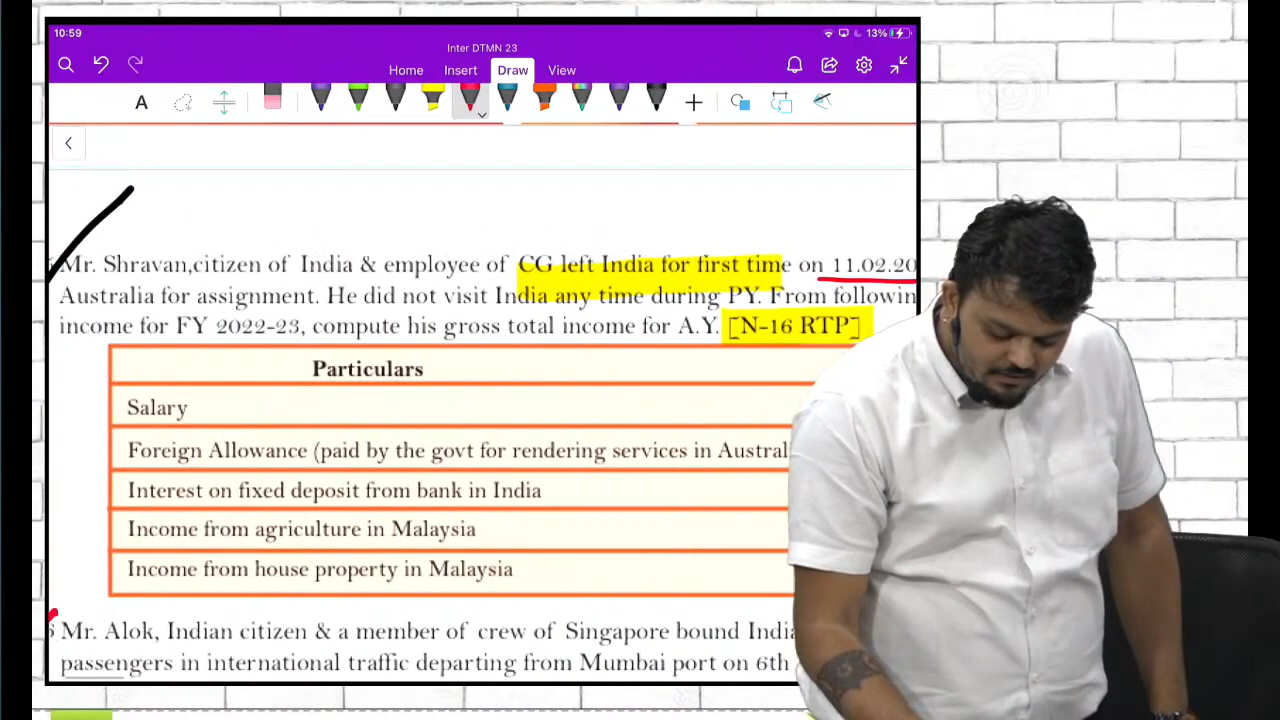 10:59
13%
Inter DTMN 23
Home Insert Draw View
A
Mr. Shravan,citizen of India & employee of CG left India for first time on 11.02.20
Australia for assignment. He did not visit India any time during PY. From followin
income for FY 2022-23, compute his gross total income for A.Y. [N-16 RTP]
Particulars
Salary
Foreign Allowance (paid by the govt for rendering services in Australi
Interest on fixed deposit from bank in India
Income from agriculture in Malaysia
Income from house property in Malaysia
Mr. Alok, Indian citizen & a member of crew of Singapore bound India
passengers in international traffic departing from Mumbai port on 6th